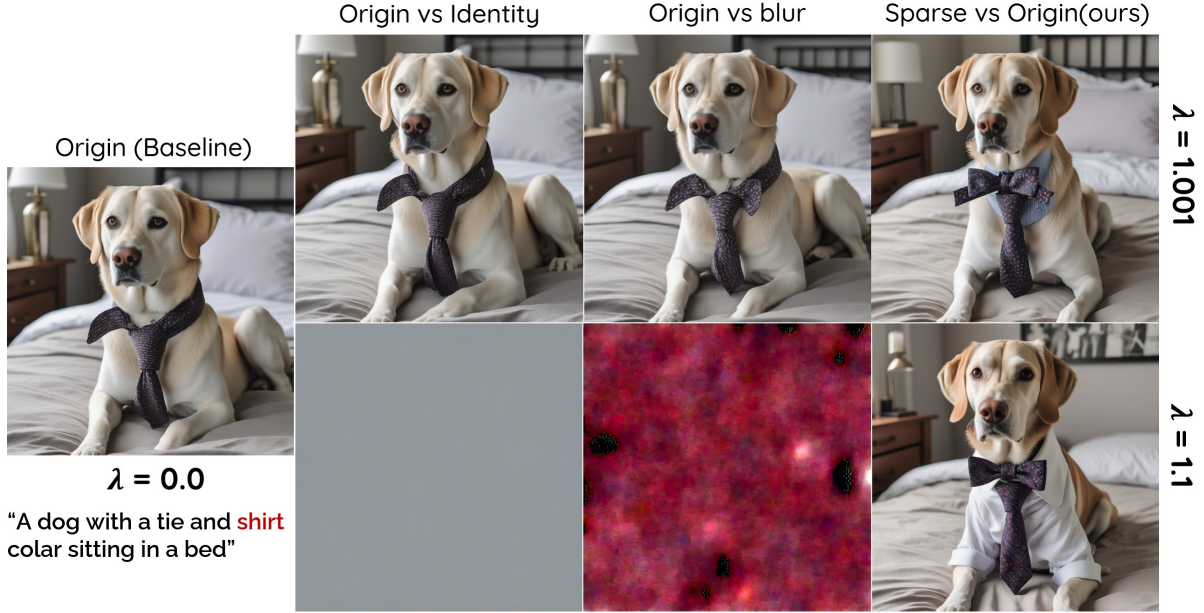 Origin vs Identity
Origin vs blur
Sparse vs Origin(ours)
Origin (Baseline)
λ = 1.001
λ = 1.1
λ = 0.0
“A dog with a tie and shirt
colar sitting in a bed”